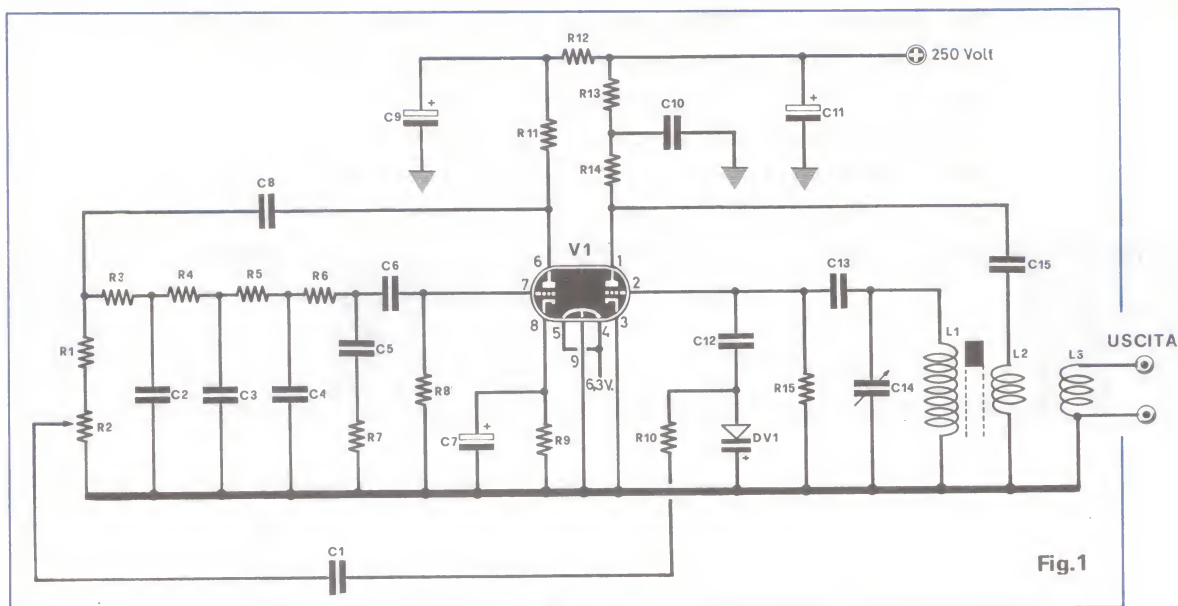 R12
250 Volt
R13
C10
C9
+
C11
+
R11
R14
C8
V1
6
1
C15
R3
R4
R5
R6
C6
7
2
C13
8
5
9
4
3
6,3V.
L1
L2
L3
USCITA
R1
C5
C12
C2
C3
C4
R8
R15
C14
R2
R7
C7
+
R9
R10
DV1
+
C1
Fig.1